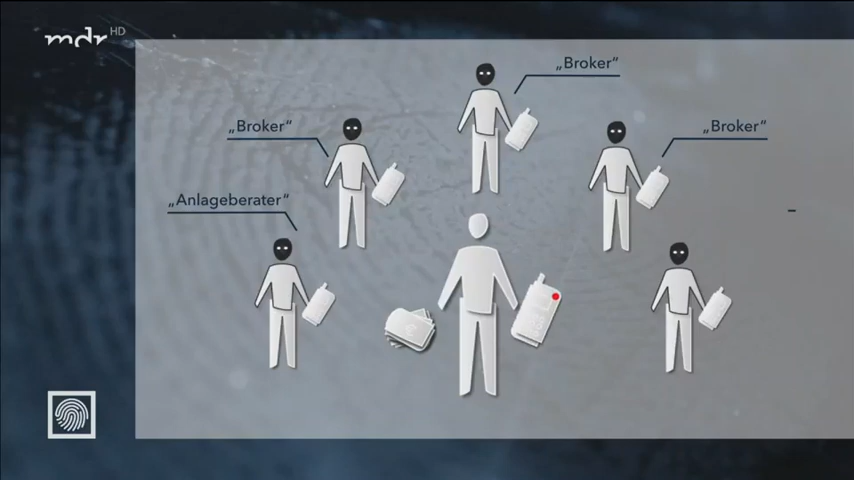 mdr HD
„Broker“
„Broker“
„Broker“
„Anlageberater“